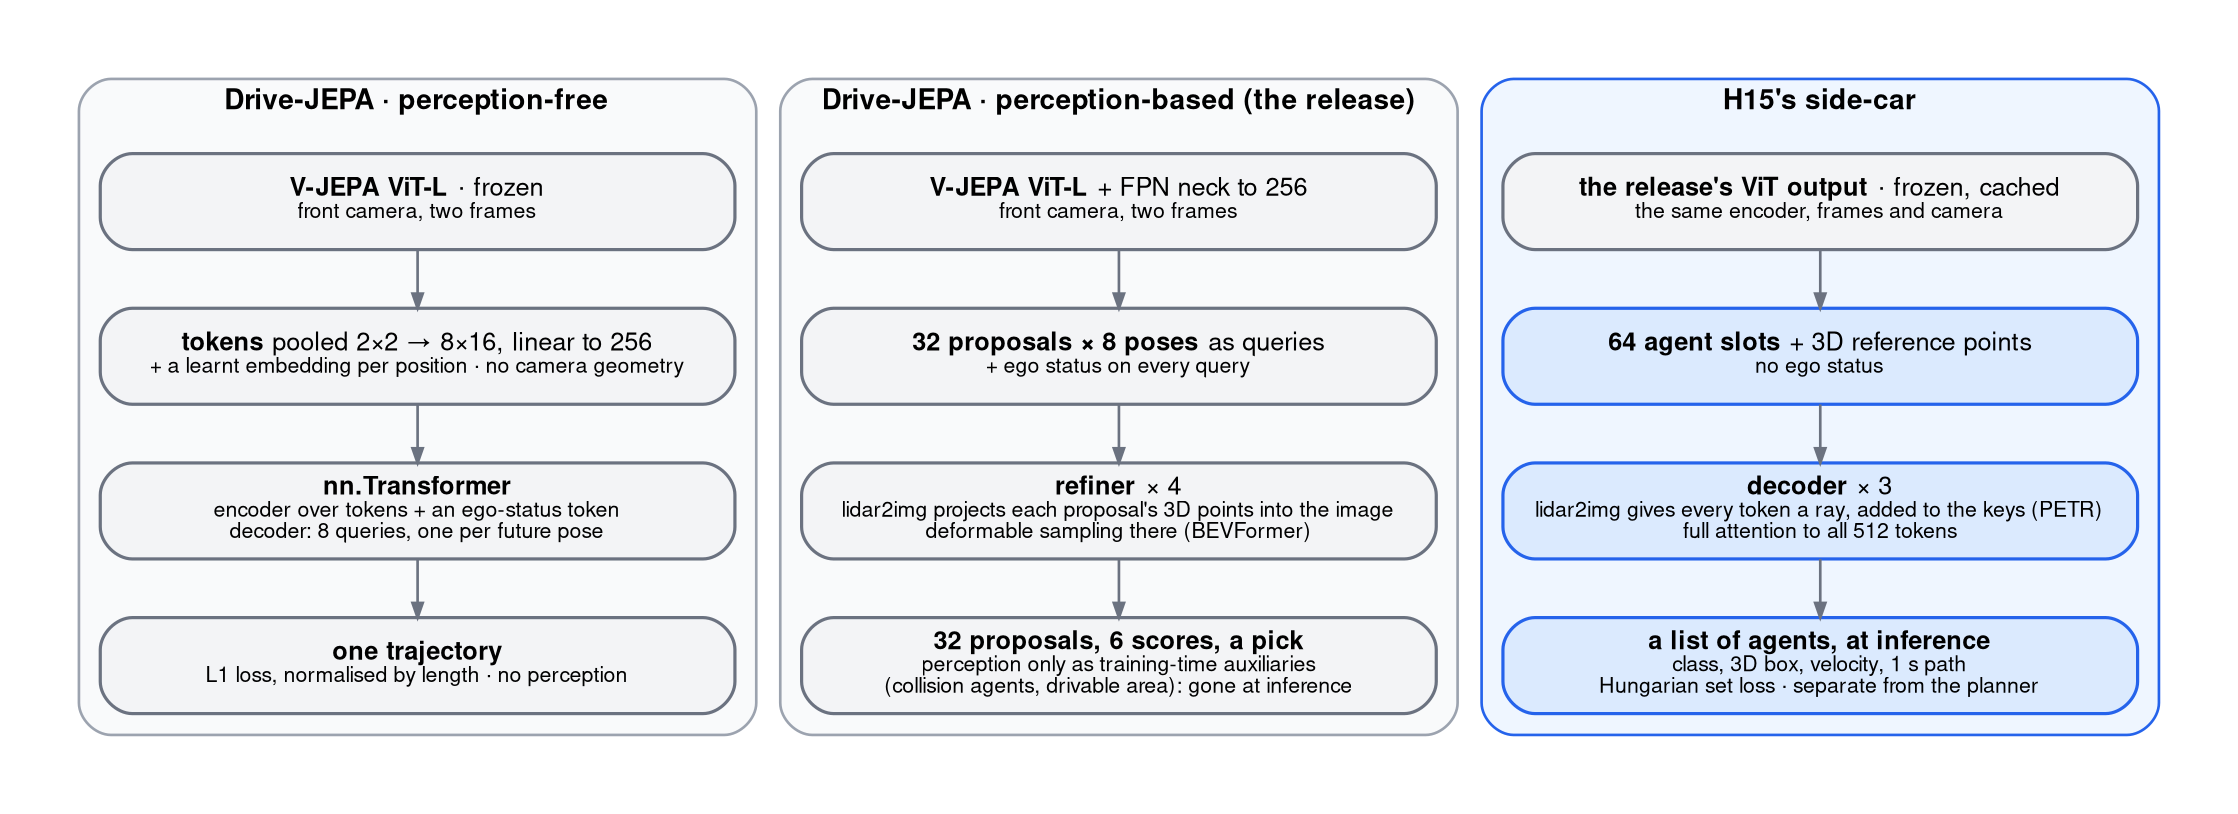 Drive-JEPA · perception-free
V-JEPA ViT-L · frozen
front camera, two frames
tokens pooled 2×2 → 8×16, linear to 256
+ a learnt embedding per position · no camera geometry
nn.Transformer
encoder over tokens + an ego-status token
decoder: 8 queries, one per future pose
one trajectory
L1 loss, normalised by length · no perception
Drive-JEPA · perception-based (the release)
V-JEPA ViT-L + FPN neck to 256
front camera, two frames
32 proposals × 8 poses as queries
+ ego status on every query
refiner × 4
lidar2img projects each proposal's 3D points into the image
deformable sampling there (BEVFormer)
32 proposals, 6 scores, a pick
perception only as training-time auxiliaries
(collision agents, drivable area): gone at inference
H15's side-car
the release's ViT output · frozen, cached
the same encoder, frames and camera
64 agent slots + 3D reference points
no ego status
decoder × 3
lidar2img gives every token a ray, added to the keys (PETR)
full attention to all 512 tokens
a list of agents, at inference
class, 3D box, velocity, 1 s path
Hungarian set loss · separate from the planner